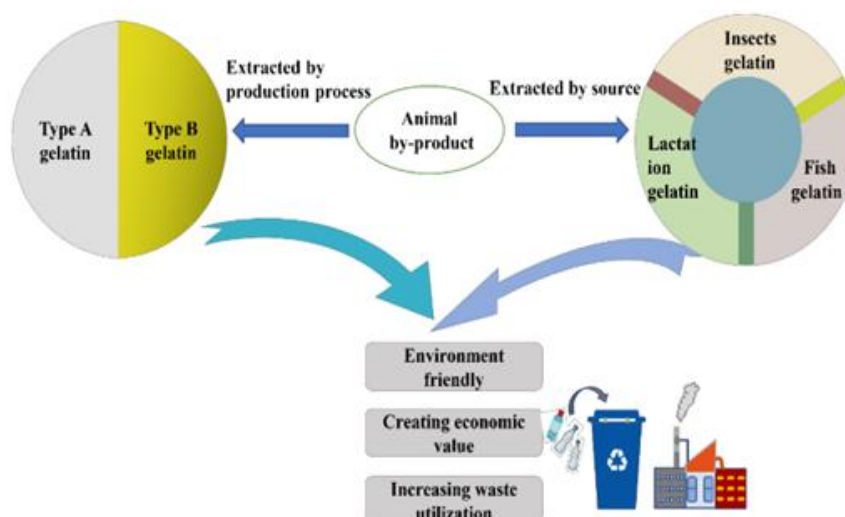 Type A
gelatin
Type B
gelatin
Extracted by
production process
Animal
by-product
Extracted by source
Insects
gelatin
Lactat
ion
gelatin
Fish
gelatin
Environment
friendly
Creating economic
value
Increasing waste
utilization